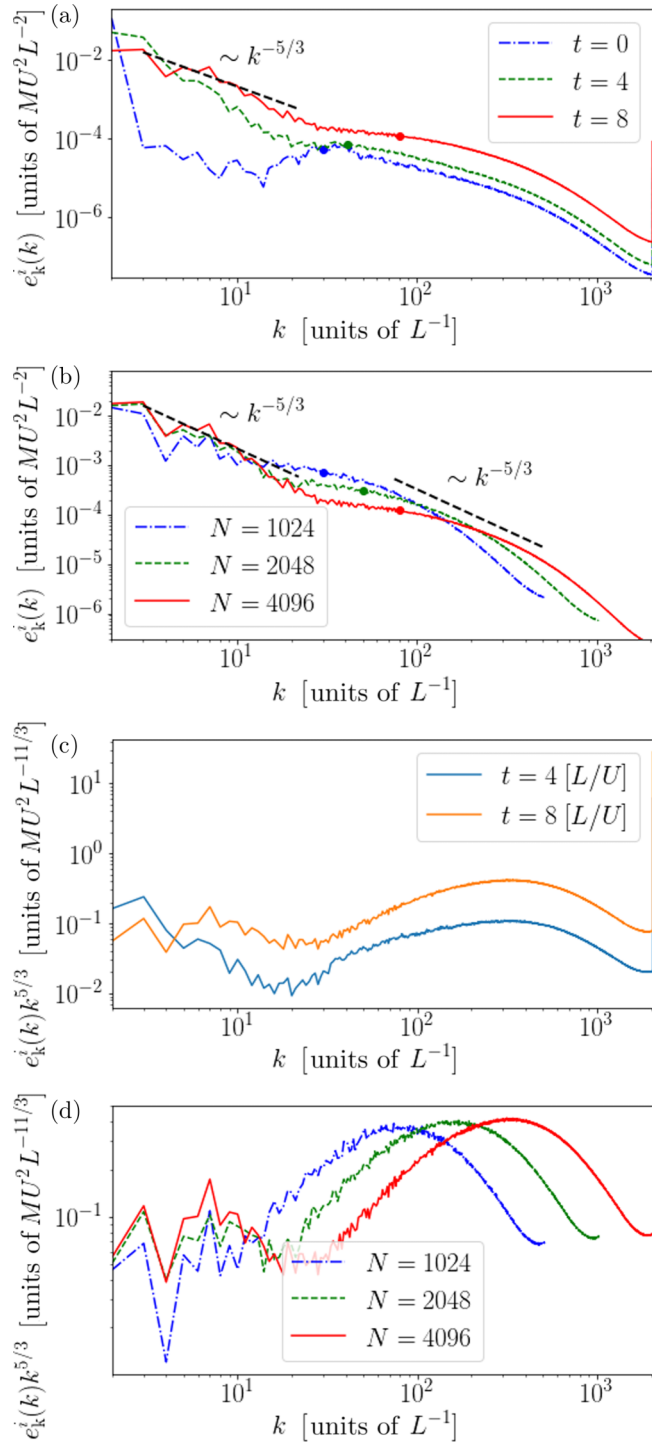 (a)
10^{-2}
10^{-4}
10^{-6}
e_k^i(k) [units of MU^2L^{-2}]
∼ k^{-5/3}
t = 0
t = 4
t = 8
10^1
10^2
10^3
k [units of L^{-1}]
(b)
10^{-2}
10^{-3}
10^{-4}
10^{-5}
10^{-6}
e_k^i(k) [units of MU^2L^{-2}]
∼ k^{-5/3}
∼ k^{-5/3}
N = 1024
N = 2048
N = 4096
10^1
10^2
10^3
k [units of L^{-1}]
(c)
10^1
10^0
10^{-1}
10^{-2}
e_k^i(k)k^{5/3} [units of MU^2L^{-11/3}]
t = 4 [L/U]
t = 8 [L/U]
10^1
10^2
10^3
k [units of L^{-1}]
(d)
10^{-1}
e_k^i(k)k^{5/3} [units of MU^2L^{-11/3}]
N = 1024
N = 2048
N = 4096
10^1
10^2
10^3
k [units of L^{-1}]